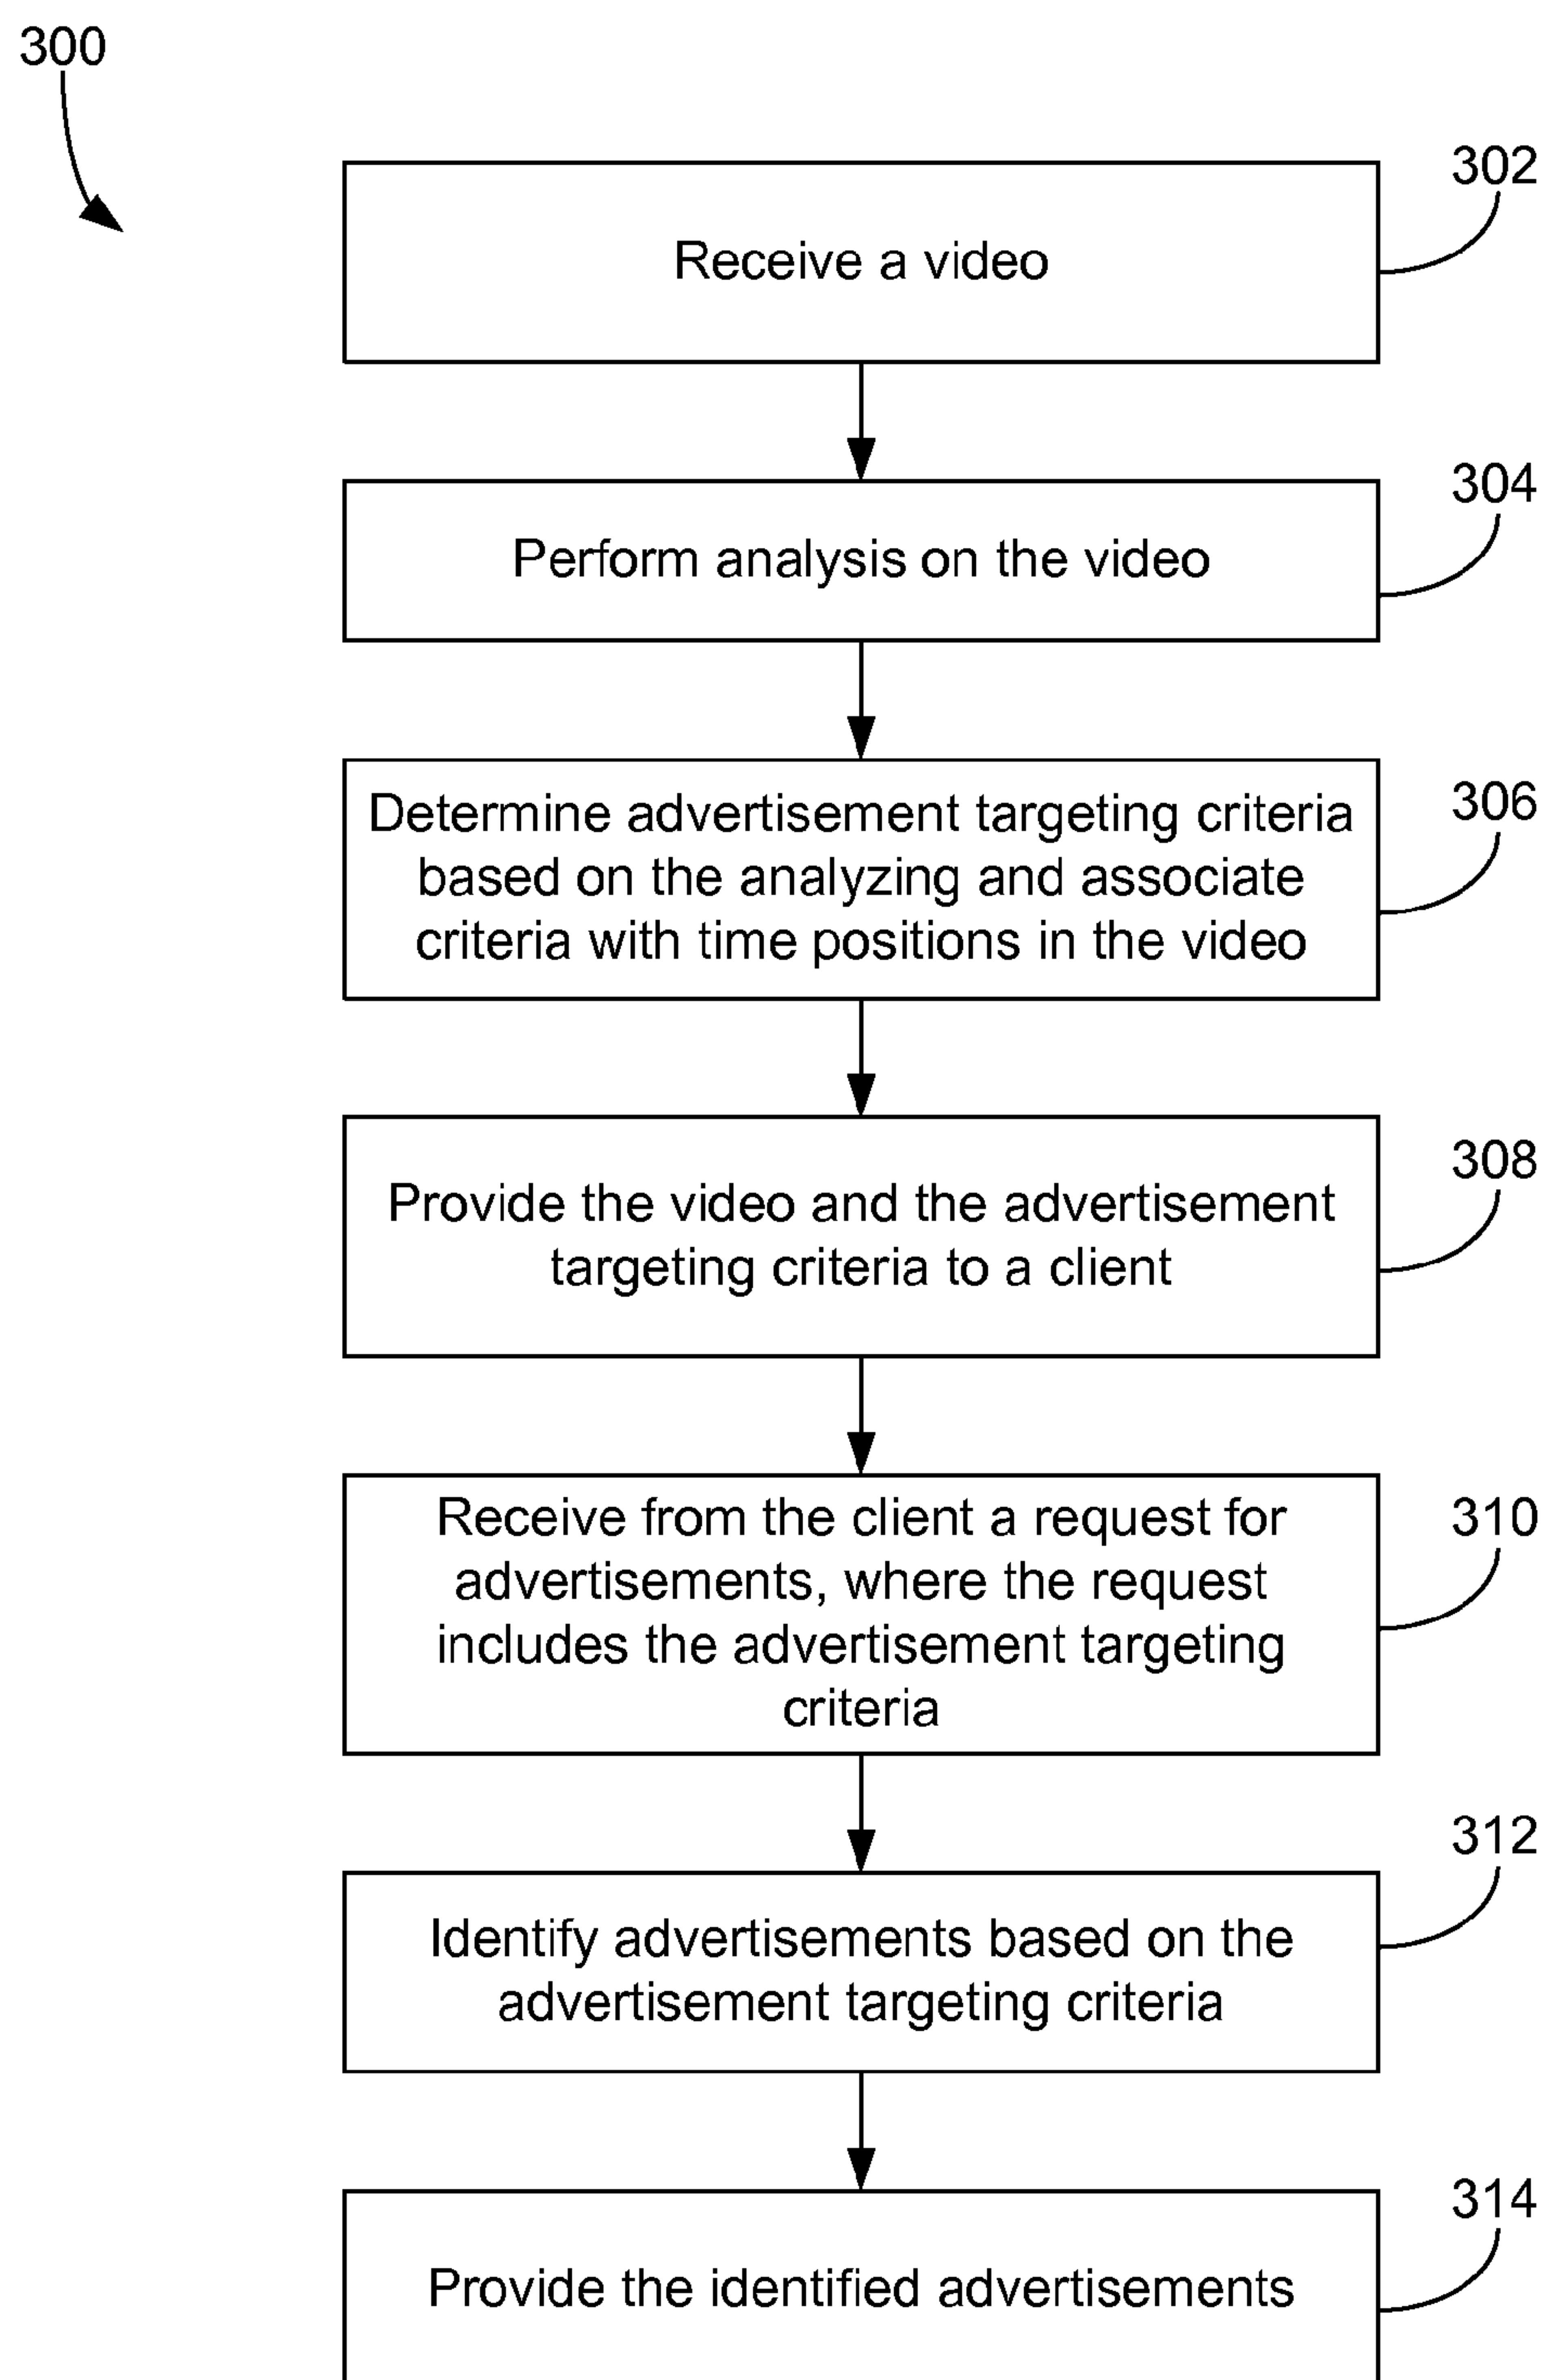 300
302
Receive a video
304
Perform analysis on the video
306
Determine advertisement targeting criteria
based on the analyzing and associate
criteria with time positions in the video
308
Provide the video and the advertisement
targeting criteria to a client
310
Receive from the client a request for
advertisements, where the request
includes the advertisement targeting
criteria
312
Identify advertisements based on the
advertisement targeting criteria
314
Provide the identified advertisements